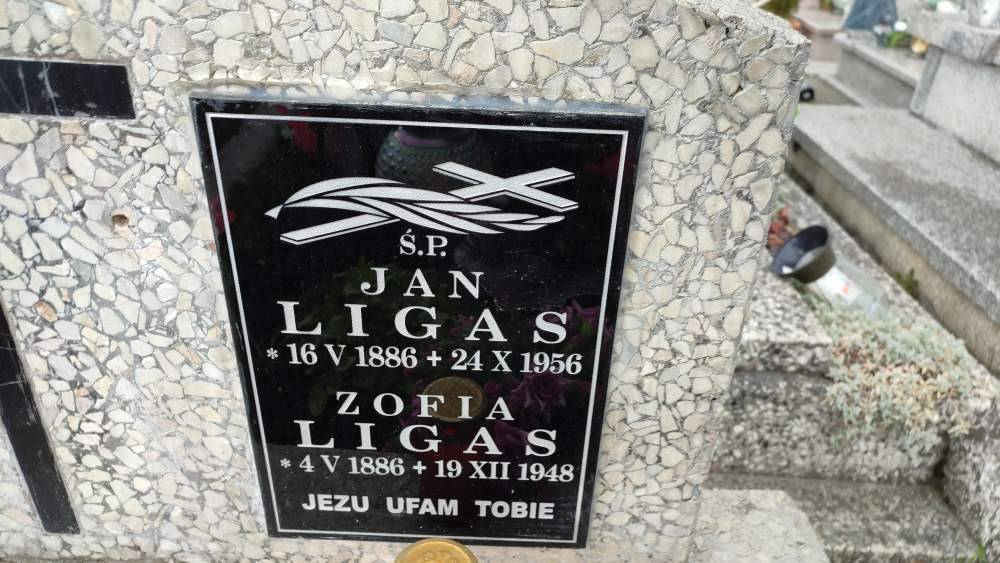 Ś.P.
JAN
LIGAS
* 16 V 1886 + 24 X 1956
ZOFIA
LIGAS
* 4 V 1886 + 19 XII 1948
JEZU UFAM TOBIE